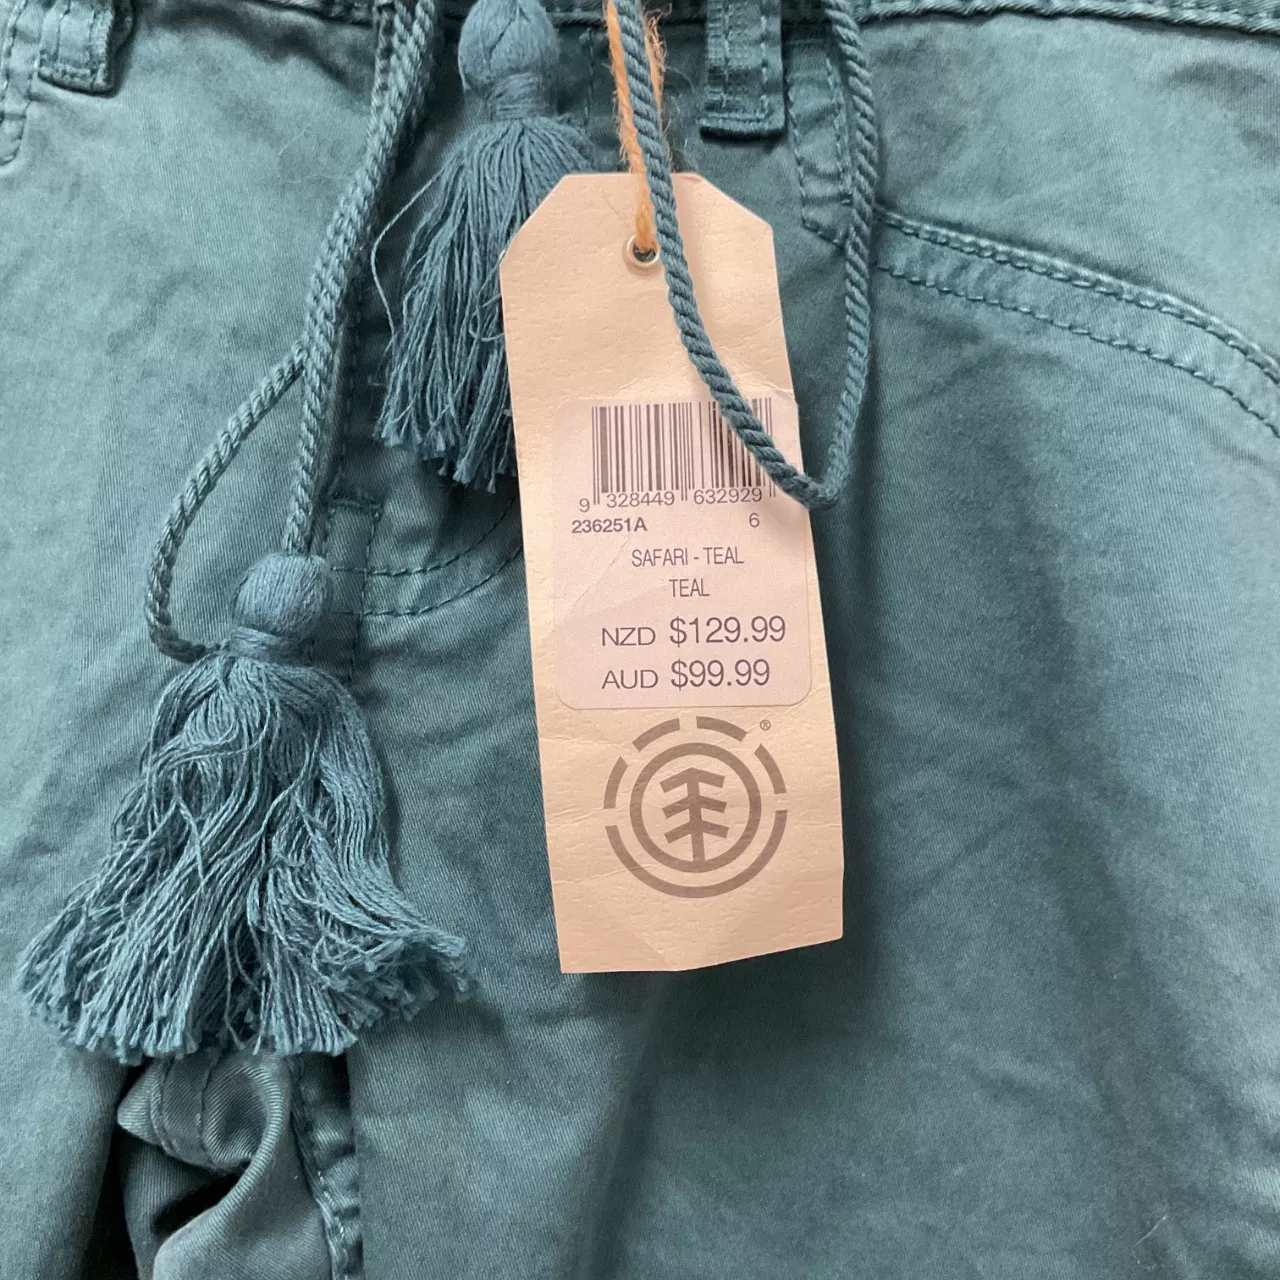 9 328449 632929
236251A 6
SAFARI - TEAL
TEAL
NZD $129.99
AUD $99.99
®